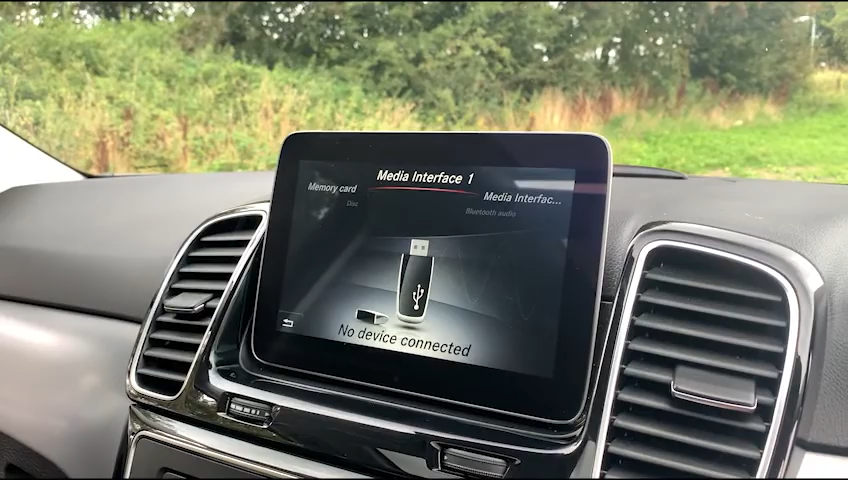 Media Interface 1
Memory card
Media Interfac...
Disc
Bluetooth audio
No device connected